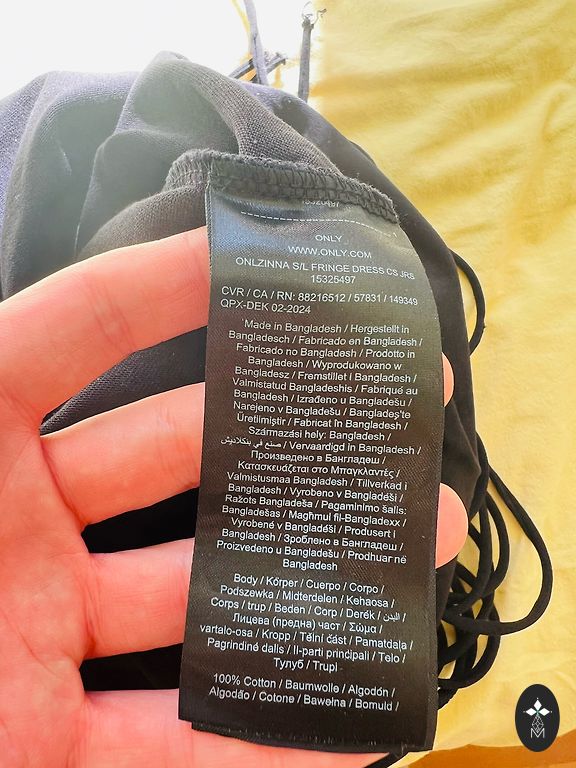 15326497
ONLY
WWW.ONLY.COM
ONLZINNA S/L FRINGE DRESS CS JRS
15325497
CVR / CA / RN: 88216512 / 57831 / 149349
QPX-DEK 02-2024
Made in Bangladesh / Hergestellt in
Bangladesch / Fabricado en Bangladesh /
Fabricado no Bangladesh / Prodotto in
Bangladesh / Wyprodukowano w
Bangladesz / Fremstillet i Bangladesh /
Valmistatud Bangladeshis / Fabriqué au
Bangladesh / Izrađeno u Bangladešu /
Narejeno v Bangladešu / Bangladeş'te
Üretilmiştir / Fabricat în Bangladesh /
Származási hely: Bangladesh /
صنع في بنكلاديش / Vervaardigd in Bangladesh /
Произведено в Бангладеш /
Κατασκευάζεται στο Μπαγκλαντές /
Valmistusmaa Bangladesh / Tillverkad i
Bangladesh / Vyrobeno v Bangladéši /
Ražots Bangladeša / Pagaminimo šalis:
Bangladešas / Magħmul fil-Bangladexx /
Vyrobené v Bangladéši / Produsert i
Bangladesh / Зроблено в Бангладеш /
Proizvedeno u Bangladešu / Prodhuar në
Bangladesh
Body / Körper / Cuerpo / Corpo /
Podszewka / Midterdelen / Kehaosa /
Corps / trup / Beden / Corp / Derék / البدن /
Лицева (предна) част / Σώμα /
vartalo-osa / Kropp / Tělní část / Pamatdaļa /
Pagrindinė dalis / Il-parti prinċipali / Telo /
Тулуб / Trupi
100% Cotton / Baumwolle / Algodón /
Algodão / Cotone / Bawełna / Bomuld /